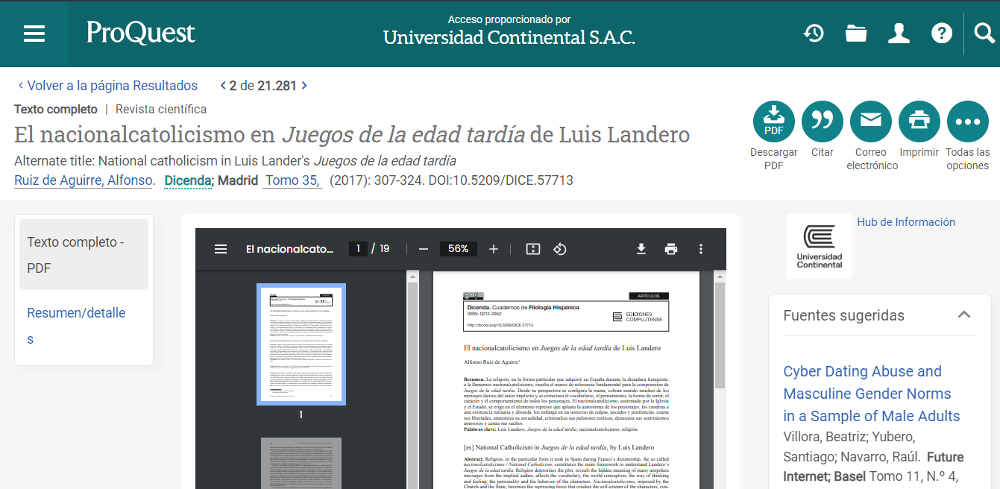 Acceso proporcionado por
ProQuest
Universidad Continental S.A.C.
‹ Volver a la página Resultados
2 de 21.281
Texto completo | Revista científica
El nacionalcatolicismo en Juegos de la edad tardía de Luis Landero
Alternate title: National catholicism in Luis Lander's Juegos de la edad tardía
Ruiz de Aguirre, Alfonso. Dicenda; Madrid Tomo 35, (2017): 307-324. DOI:10.5209/DICE.57713
PDF
Descargar PDF
Citar
Correo electrónico
Imprimir
Todas las opciones
Texto completo -
PDF
Resumen/detalle
s
El nacionalcato... 1 / 19 56%
1
ARTÍCULOS
Dicenda. Cuadernos de Filología Hispánica
ISSN: 0212-2952
http://dx.doi.org/10.5209/DICE.57713
EDICIONES
COMPLUTENSE
El nacionalcatolicismo en Juegos de la edad tardía de Luis Landero
Alfonso Ruiz de Aguirre¹
Resumen. La religión, en la forma particular que adquirió en España durante la dictadura franquista,
a la llamamos nacionalcatolicismo, resulta el marco de referencia fundamental para la comprensión de
Juegos de la edad tardía. Desde su perspectiva se configura la trama, cobran sentido muchos de los
mensajes tácitos del autor implícito y se estructura el vocabulario, el pensamiento, la forma de sentir, el
carácter y el comportamiento de todos los personajes. El nacionalcatolicismo, sustentado por la Iglesia
y el Estado, se erige en el elemento represor que aplasta la autoestima de los personajes, los condena a
una existencia rutinaria y absurda, los enfanga en un universo de culpas, pecados y penitencias, coarta
sus libertades, anatemiza su sexualidad, criminaliza sus pulsiones eróticas, demoniza sus sentimientos
amorosos y castra sus sueños.
Palabras clave: Luis Landero; Juegos de la edad tardía; nacionalcatolicismo; religión.
[es] National Catholicism in Juegos de la edad tardía, by Luis Landero
Abstract. Religion, in the particular form it took in Spain during Franco's dictatorship, the so called
nacionalcatolicismo / National Catholicism, constitutes the main framework to understand Landero's
Juegos de la edad tardía. Religion determines the plot, reveals the hidden meaning of many unspoken
messages from the implied author, affects the vocabulary, the world conception, the way of thinking
and feeling, the personality and the behavior of the characters. Nacionalcatolicismo, imposed by the
Church and the State, becomes the repressing force that crushes the self-esteem of the characters, con-
Universidad
Continental
Hub de Información
Fuentes sugeridas
Cyber Dating Abuse and
Masculine Gender Norms
in a Sample of Male Adults
Villora, Beatriz; Yubero,
Santiago; Navarro, Raúl. Future
Internet; Basel Tomo 11, N.º 4,